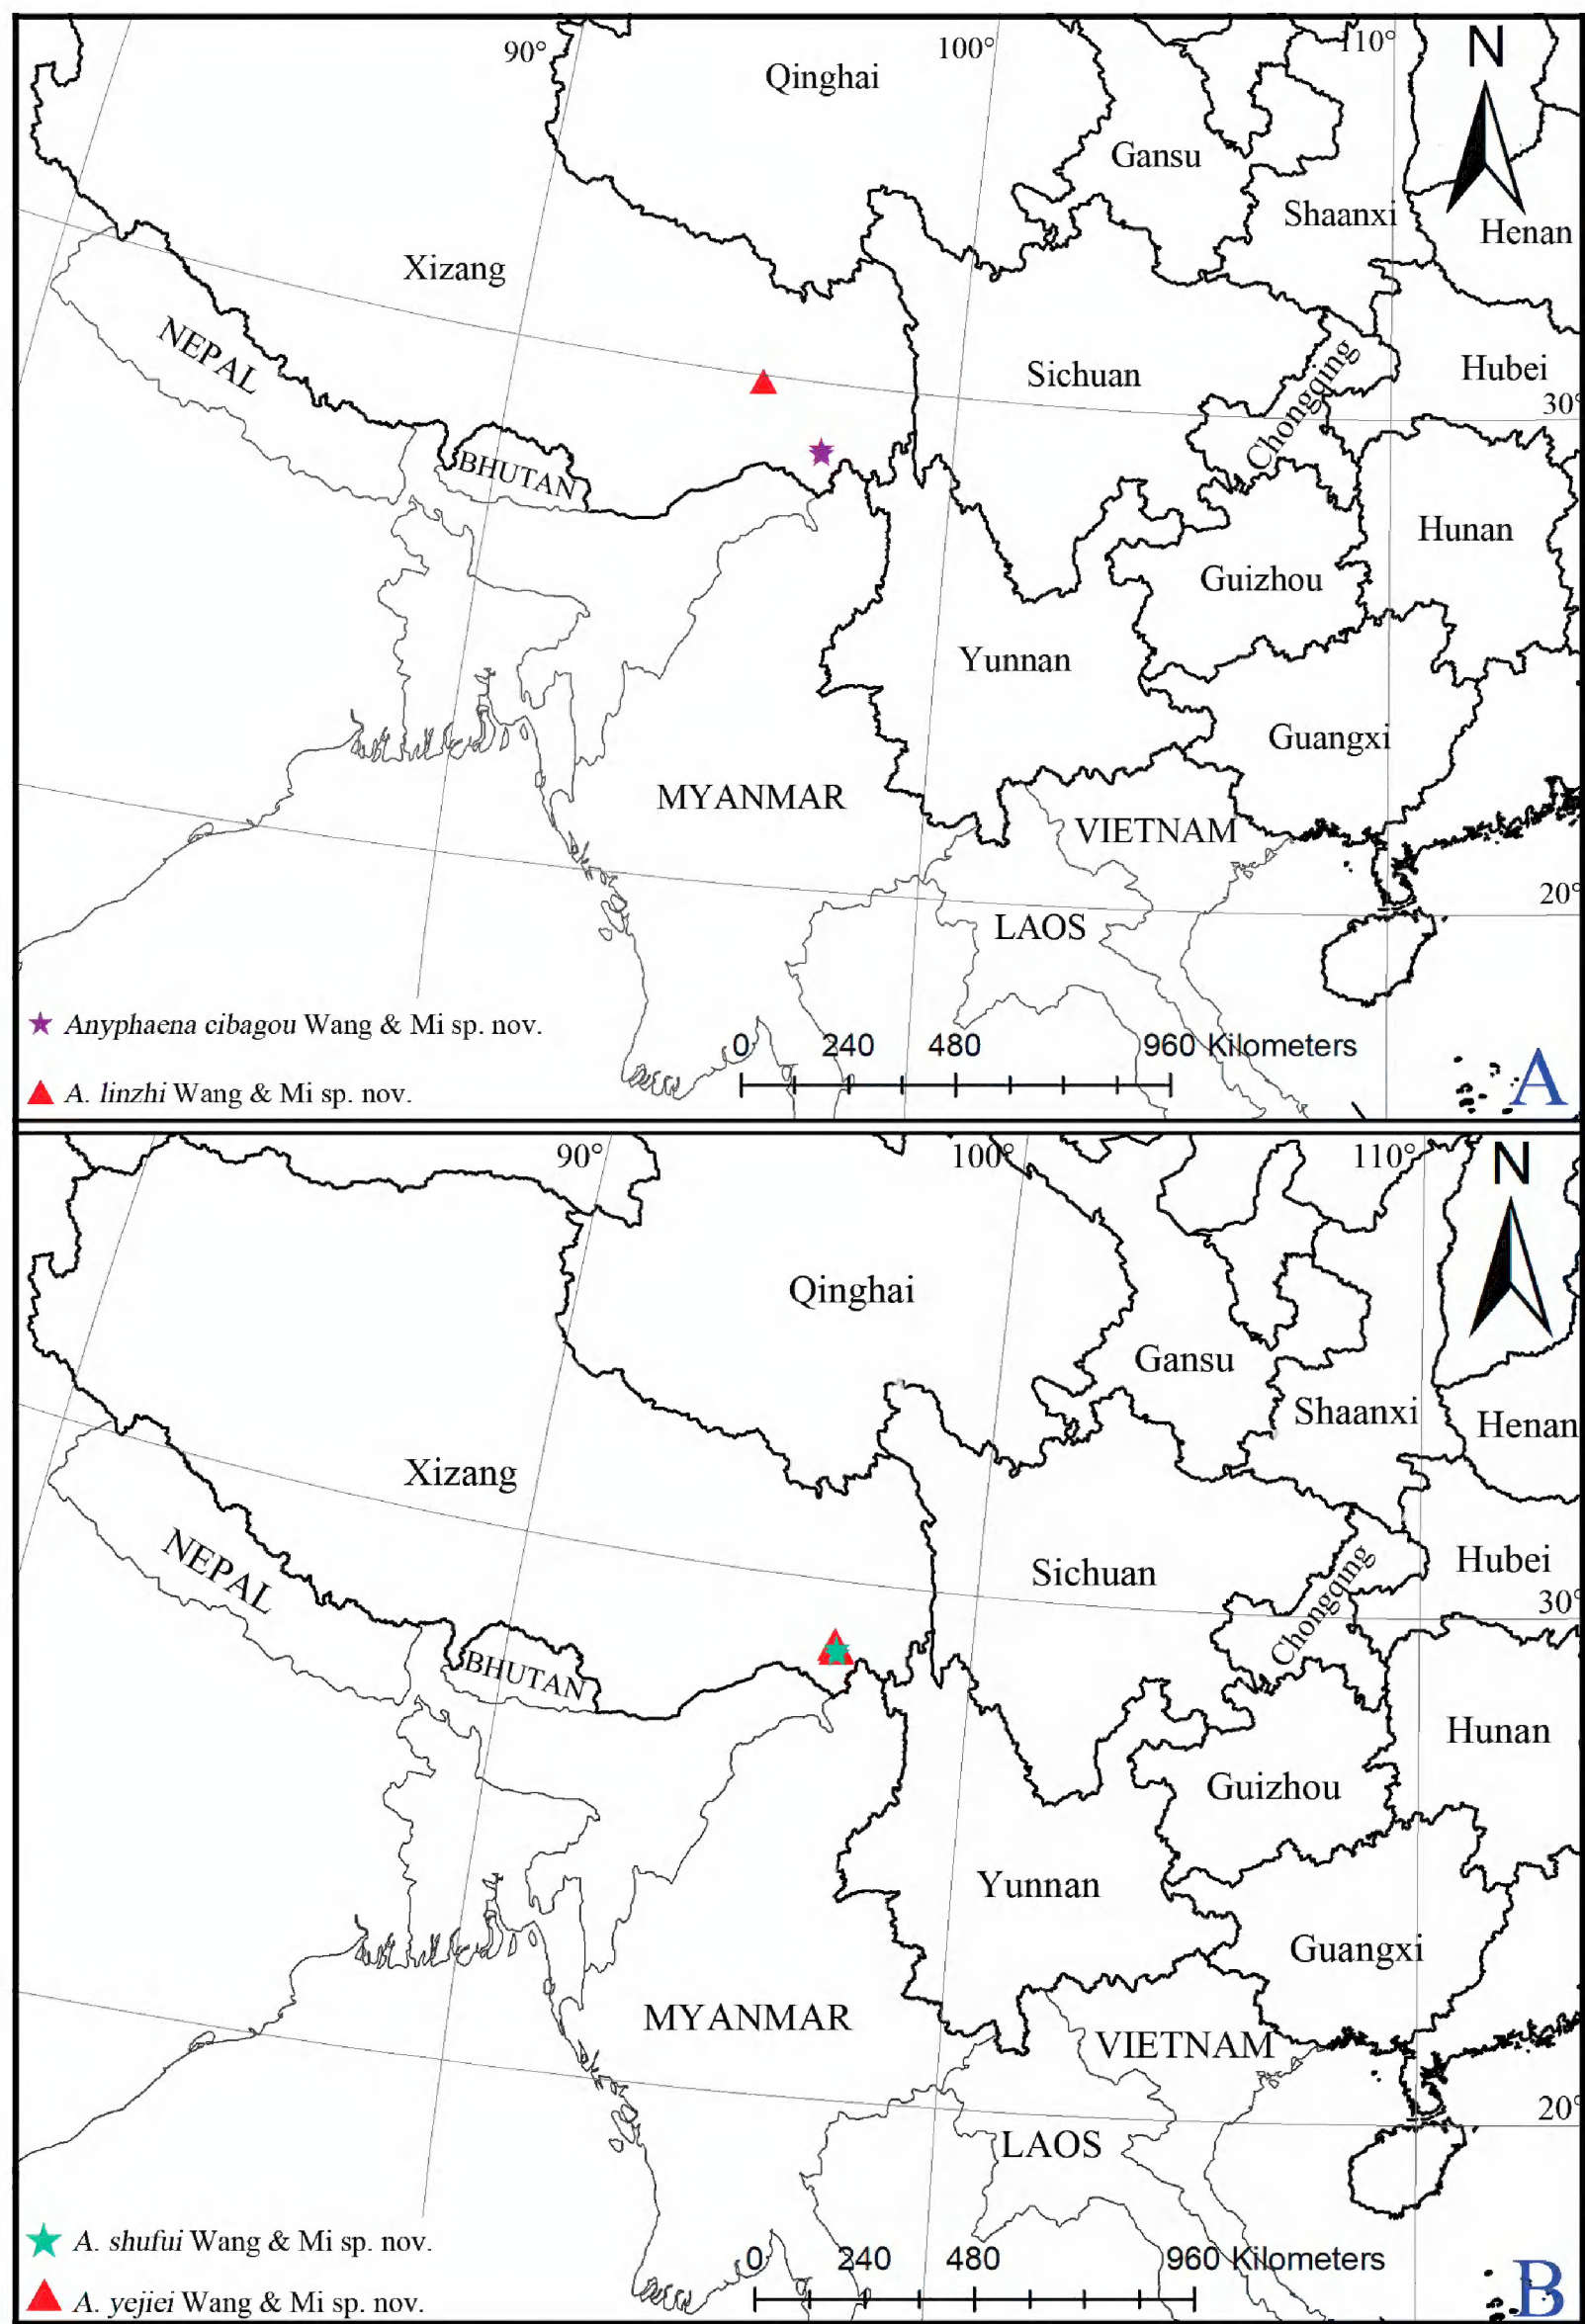 90°
100°
110°
N
Qinghai
Gansu
Shaanxi
Henan
Xizang
NEPAL
Sichuan
Chongqing
Hubei
30°
BHUTAN
Hunan
Guizhou
Yunnan
Guangxi
MYANMAR
VIETNAM
20°
LAOS
Anyphaena cibagou Wang & Mi sp. nov.
0 240 480 960 Kilometers
A. linzhi Wang & Mi sp. nov.
A
90°
100°
110°
N
Qinghai
Gansu
Shaanxi
Henan
Xizang
NEPAL
Sichuan
Chongqing
Hubei
30°
BHUTAN
Hunan
Guizhou
Yunnan
Guangxi
MYANMAR
VIETNAM
20°
LAOS
A. shufui Wang & Mi sp. nov.
0 240 480 960 Kilometers
A. yejiei Wang & Mi sp. nov.
B